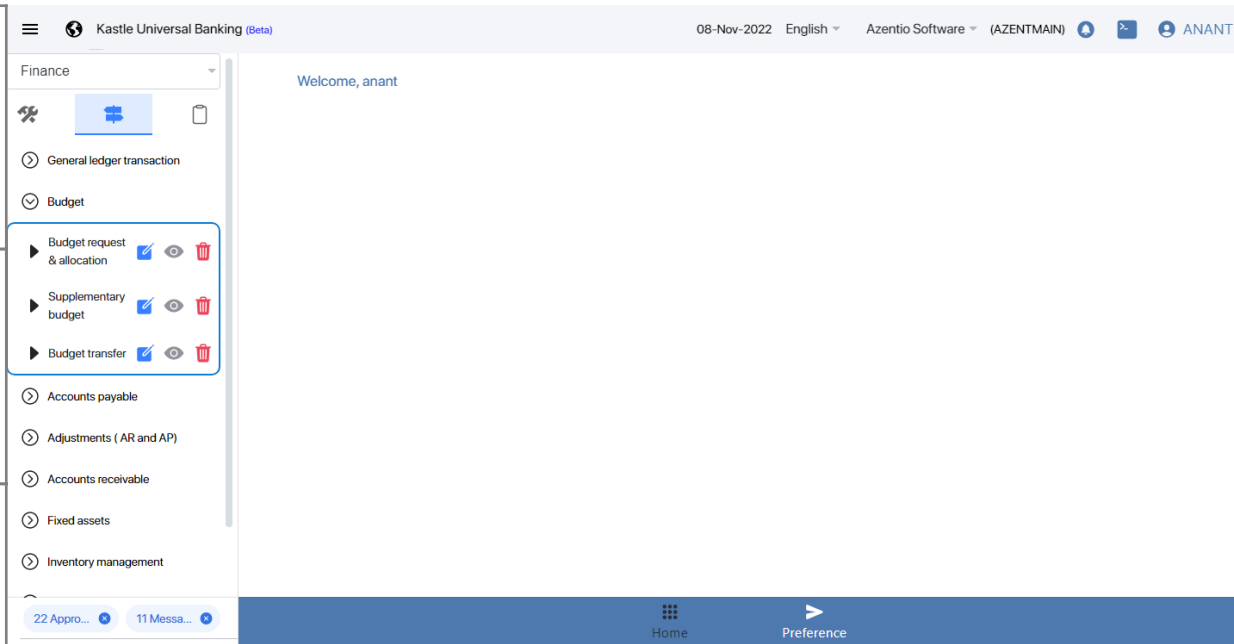 Kastle Universal Banking (Beta)
08-Nov-2022 English Azentio Software (AZENTMAIN) ANANT
Finance
Welcome, anant
General ledger transaction
Budget
Budget request
& allocation
Supplementary
budget
Budget transfer
Accounts payable
Adjustments ( AR and AP)
Accounts receivable
Fixed assets
Inventory management
22 Appro... 11 Messa...
Home Preference